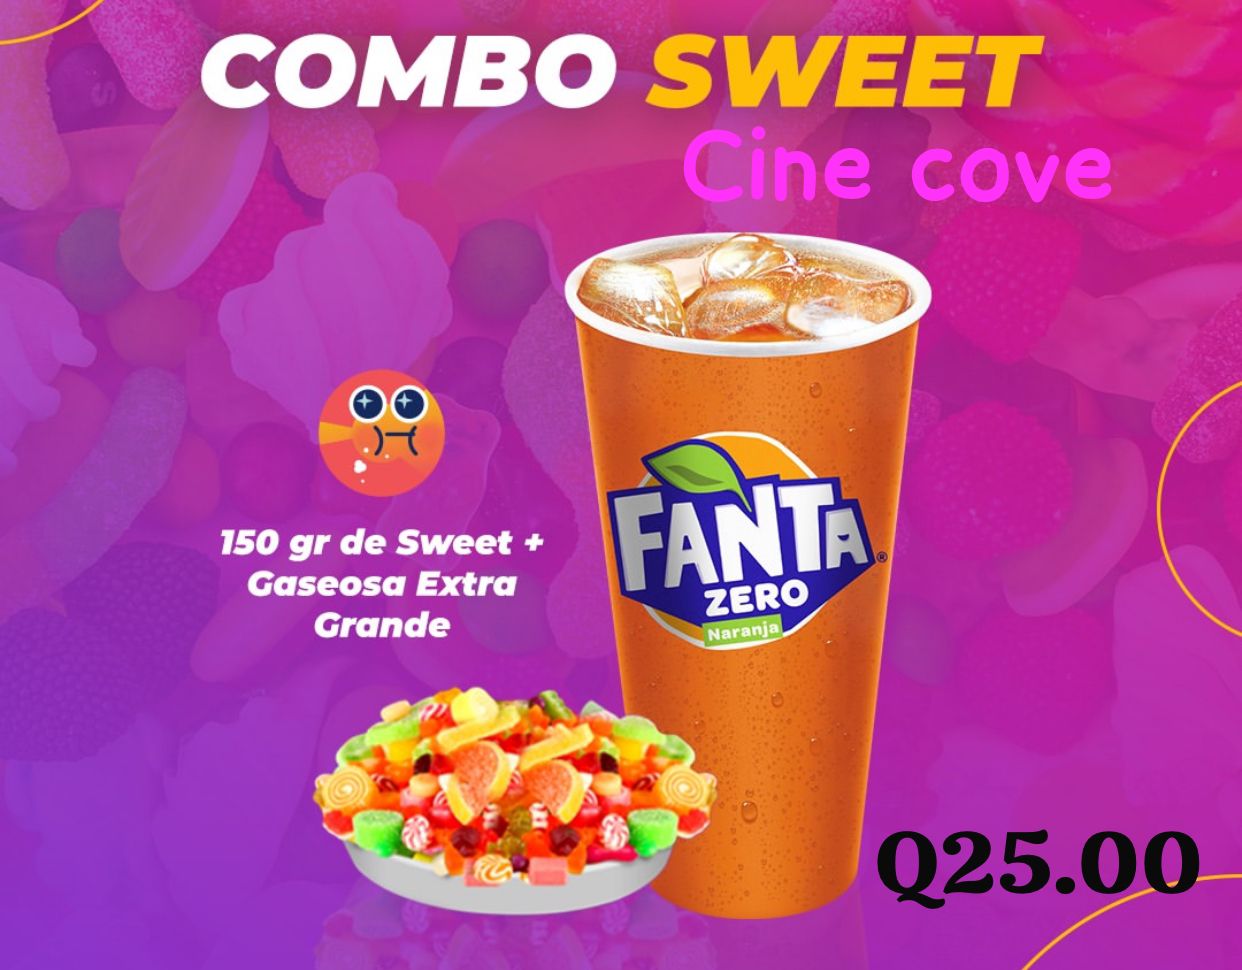 COMBO SWEET
Cine cove
FANTA
ZERO
Naranja
150 gr de Sweet +
Gaseosa Extra
Grande
Q25.00